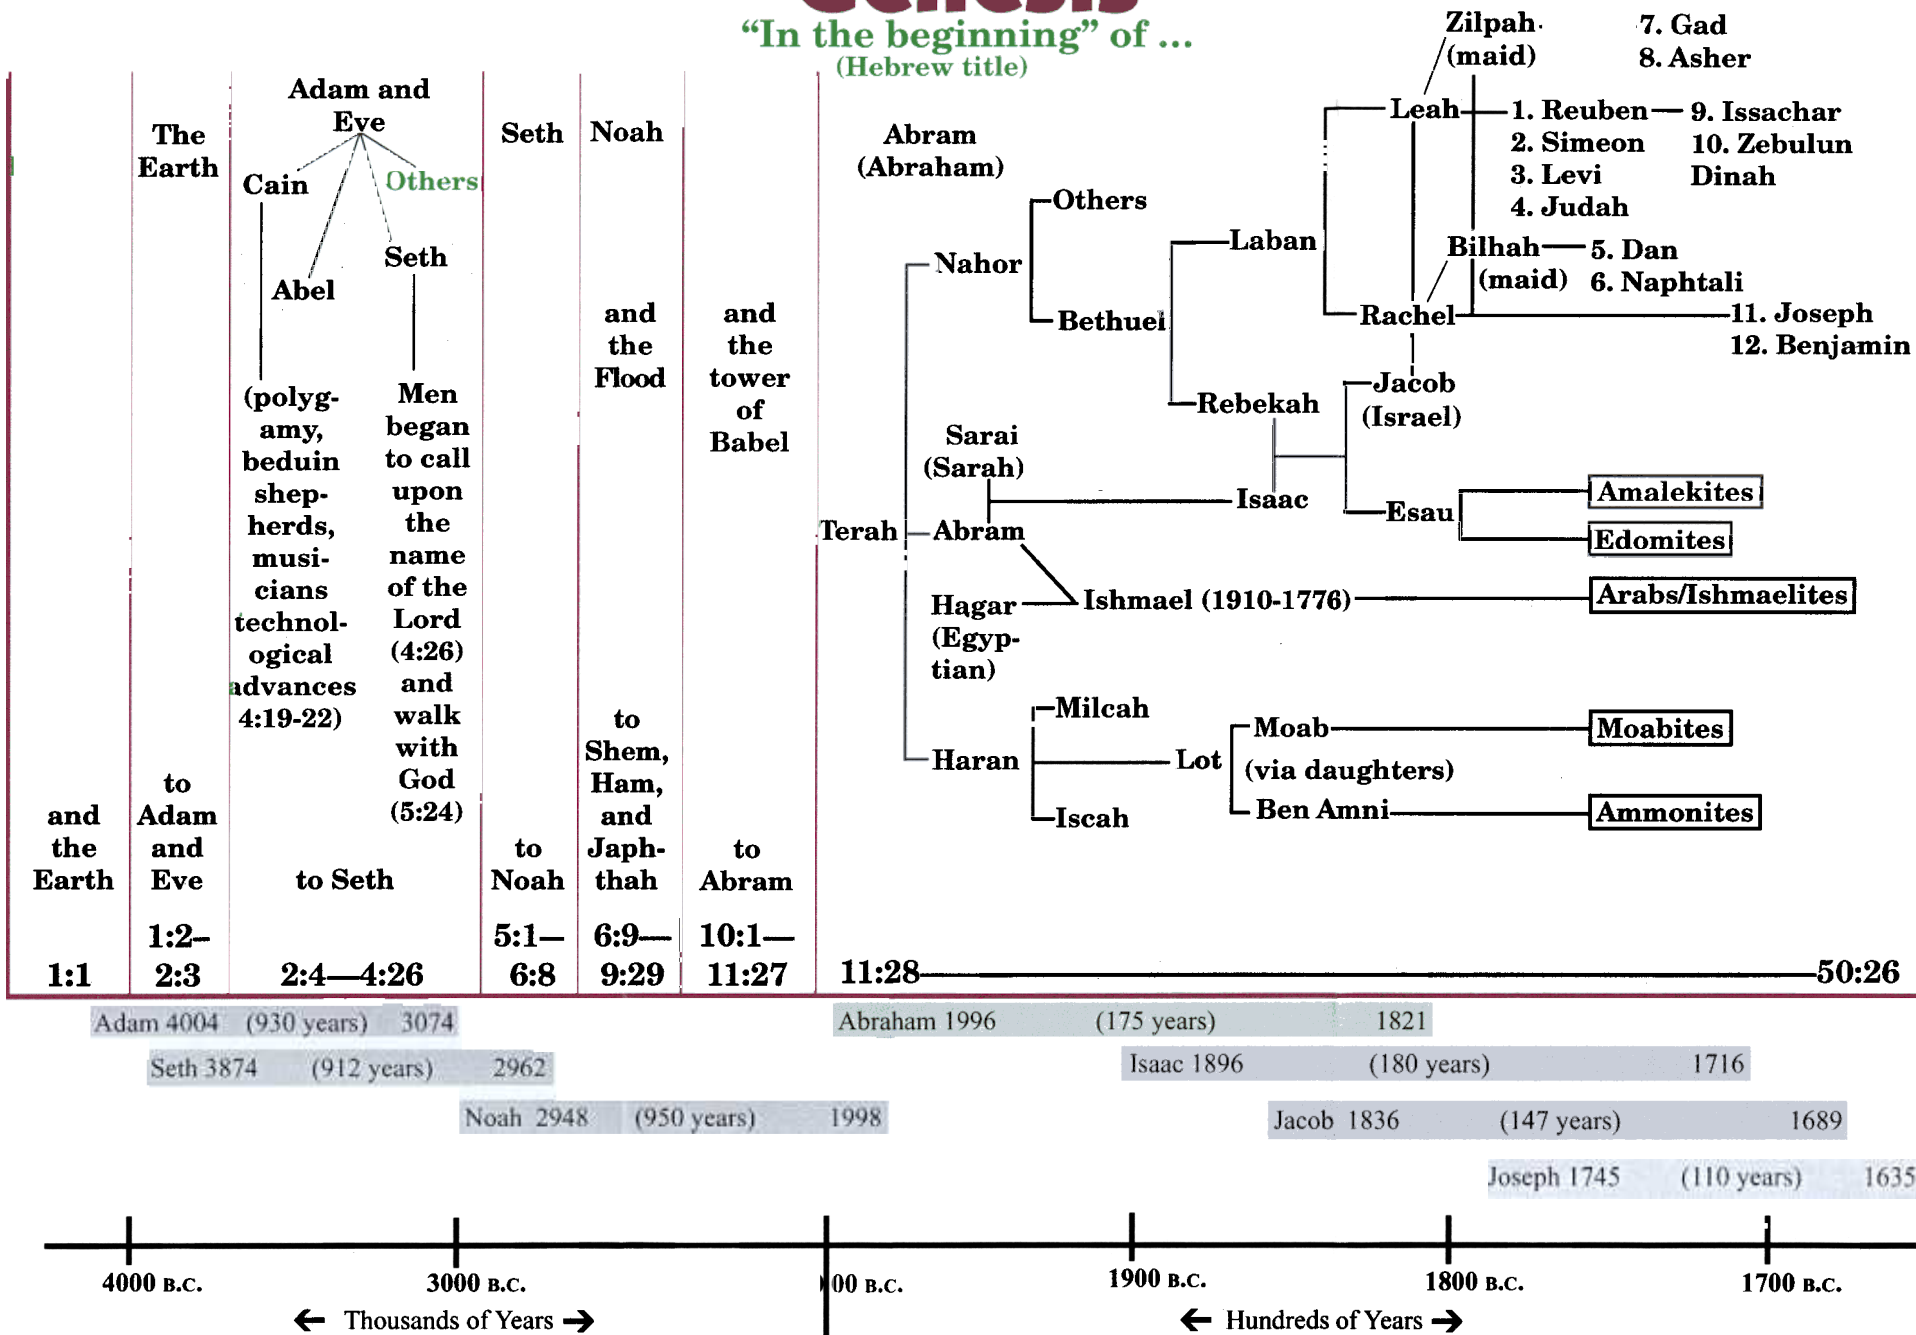 Genesis
“In the beginning” of ...
(Hebrew title)
and
the
Earth
1:1
The
Earth
to
Adam
and
Eve
1:2–
2:3
Adam and
Eve
Cain
Others
Abel
Seth
(polyg-
amy,
beduin
shep-
herds,
musi-
cians
technol-
ogical
advances
4:19-22)
Men
began
to call
upon
the
name
of the
Lord
(4:26)
and
walk
with
God
(5:24)
to Seth
2:4—4:26
Seth
to
Noah
5:1—
6:8
Noah
and
the
Flood
to
Shem,
Ham,
and
Japh-
thah
6:9—
9:29
and
the
tower
of
Babel
to
Abram
10:1—
11:27
Abram
(Abraham)
Terah
Nahor
Others
Bethuei
Laban
Rebekah
Sarai
(Sarah)
Abram
Isaac
Hagar
(Egyp-
tian)
Ishmael (1910-1776)
Haran
Milcah
Lot
Iscah
Moab
(via daughters)
Ben Amni
Zilpah
(maid)
7. Gad
8. Asher
Leah
1. Reuben
2. Simeon
3. Levi
4. Judah
9. Issachar
10. Zebulun
Dinah
Bilhah
(maid)
5. Dan
6. Naphtali
Rachel
11. Joseph
12. Benjamin
Jacob
(Israel)
Esau
Amalekites
Edomites
Arabs/Ishmaelites
Moabites
Ammonites
11:28 50:26
Adam 4004 (930 years) 3074
Seth 3874 (912 years) 2962
Noah 2948 (950 years) 1998
Abraham 1996 (175 years) 1821
Isaac 1896 (180 years) 1716
Jacob 1836 (147 years) 1689
Joseph 1745 (110 years) 1635
4000 B.C. 3000 B.C. 00 B.C. 1900 B.C. 1800 B.C. 1700 B.C.
← Thousands of Years → ← Hundreds of Years →